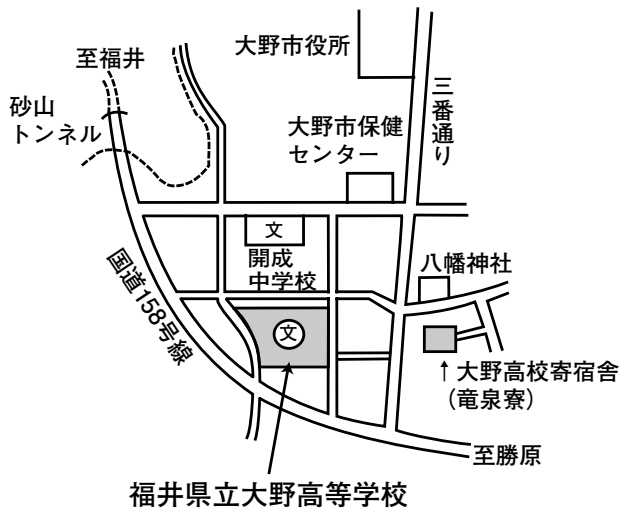 大野市役所
至福井
砂山
トンネル
大野市保健
センター
三番通り
文
開成
中学校
八幡神社
国道158号線
文
↑大野高校寄宿舎
（竜泉寮）
至勝原
福井県立大野高等学校